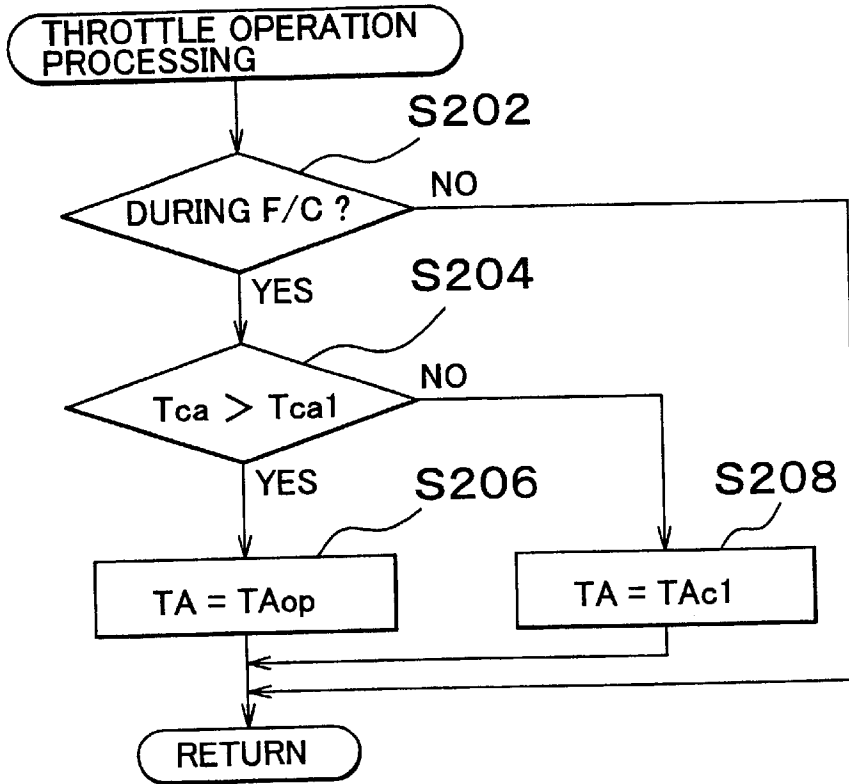 THROTTLE OPERATION
PROCESSING
S202
DURING F/C ?
NO
YES
S204
Tca > Tca1
NO
YES
S206
S208
TA = TAop
TA = TAc1
RETURN